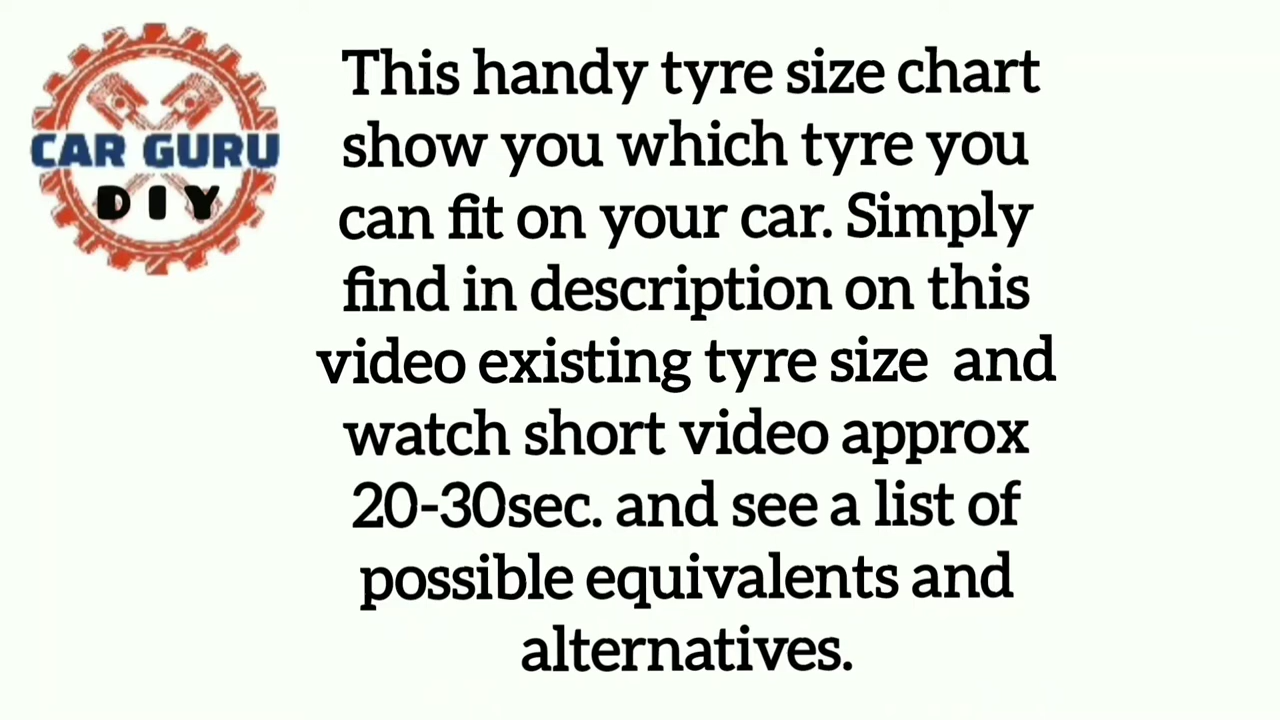 CAR GURU
DIY
This handy tyre size chart
show you which tyre you
can fit on your car. Simply
find in description on this
video existing tyre size and
watch short video approx
20-30sec. and see a list of
possible equivalents and
alternatives.